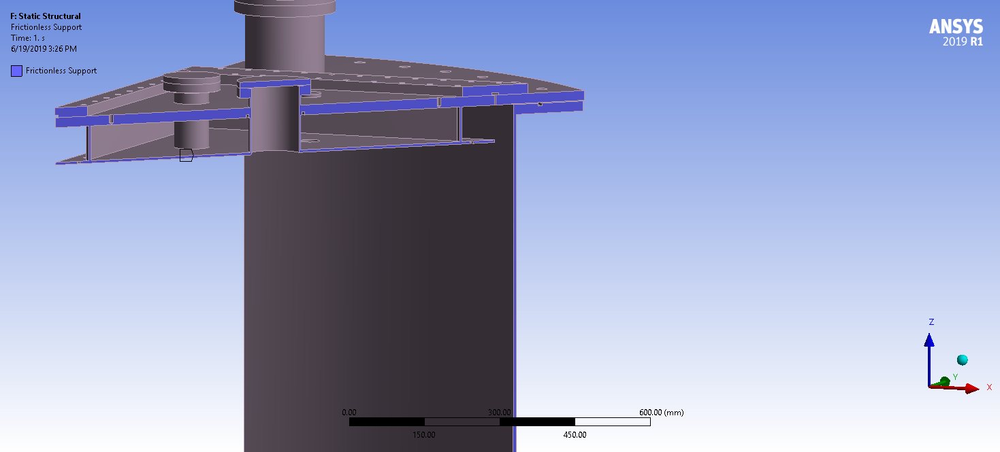 F: Static Structural
Frictionless Support
Time: 1. s
6/19/2019 3:26 PM
Frictionless Support
ANSYS
2019 R1
0.00 300.00 600.00 (mm)
150.00 450.00
Z
Y
X